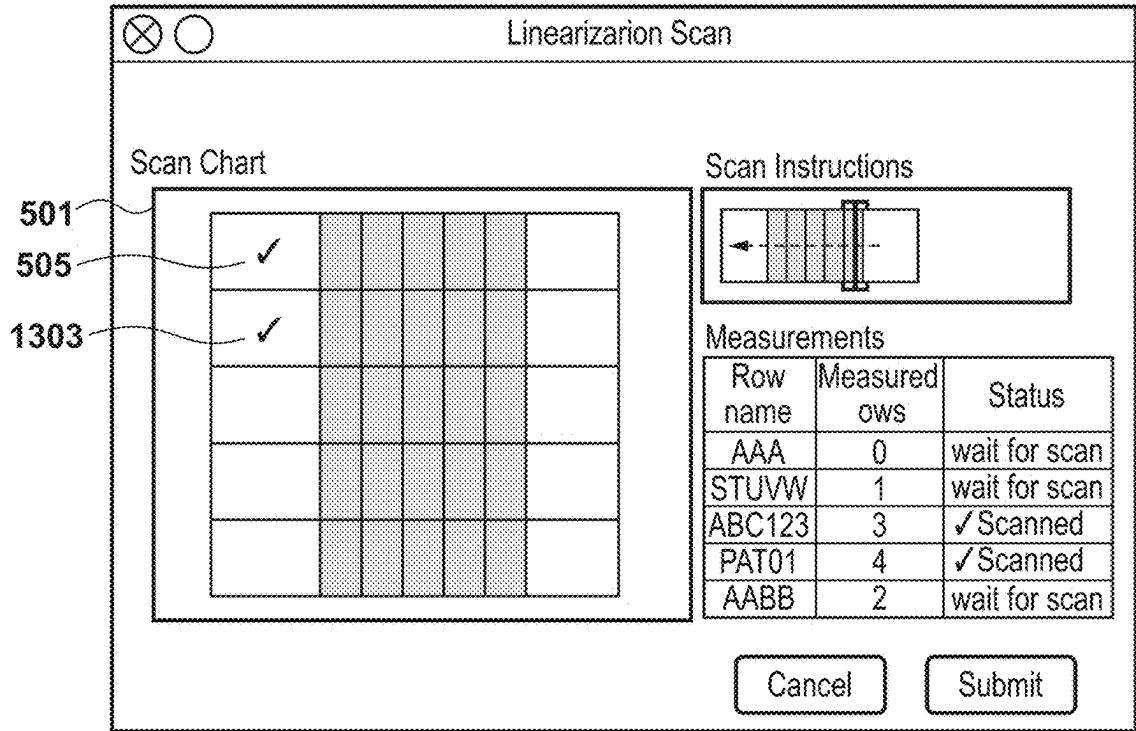 Linearizarion Scan
Scan Chart
501
505
✓
1303
✓
Scan Instructions
Measurements
Row name Measured ows Status
AAA 0 wait for scan
STUVW 1 wait for scan
ABC123 3 ✓Scanned
PAT01 4 ✓Scanned
AABB 2 wait for scan
Cancel Submit